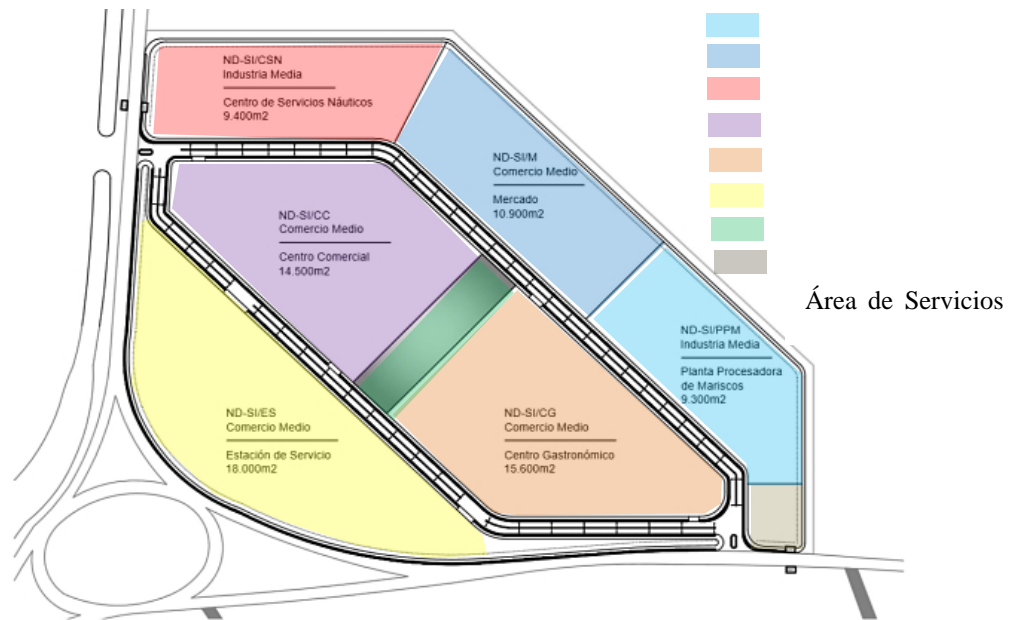 ND-SI/CSN
Industria Media
Centro de Servicios Náuticos
9.400m2
ND-SI/M
Comercio Medio
Mercado
10.900m2
ND-SI/CC
Comercio Medio
Centro Comercial
14.500m2
Área de Servicios
ND-SI/PPM
Industria Media
Planta Procesadora
de Mariscos
9.300m2
ND-SI/ES
Comercio Medio
Estación de Servicio
18.000m2
ND-SI/CG
Comercio Medio
Centro Gastronómico
15.600m2